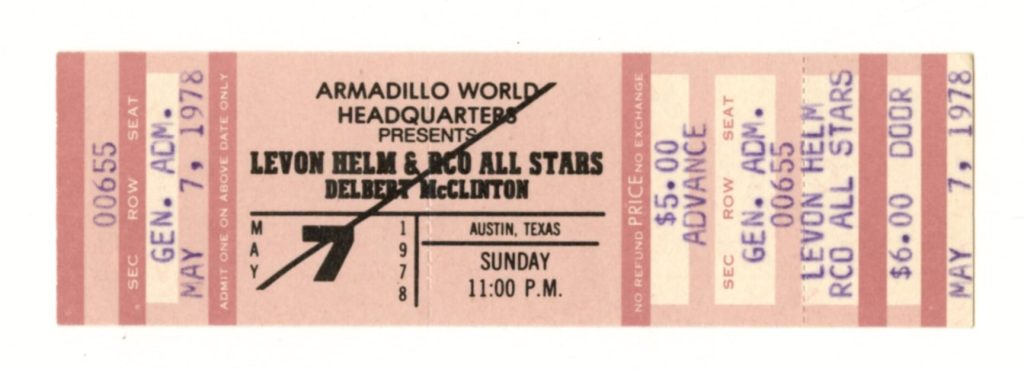 00655
SEC ROW SEAT
GEN. ADM.
MAY 7, 1978
ADMIT ONE ON ABOVE DATE ONLY
ARMADILLO WORLD
HEADQUARTERS
PRESENTS
LEVON HELM & RCO ALL STARS
DELBERT McCLINTON
MAY
7
1978
AUSTIN, TEXAS
SUNDAY
11:00 P.M.
NO REFUND PRICE NO EXCHANGE
$5.00
ADVANCE
SEC ROW SEAT
GEN. ADM.
00655
LEVON HELM
RCO ALL STARS
$6.00 DOOR
MAY 7, 1978